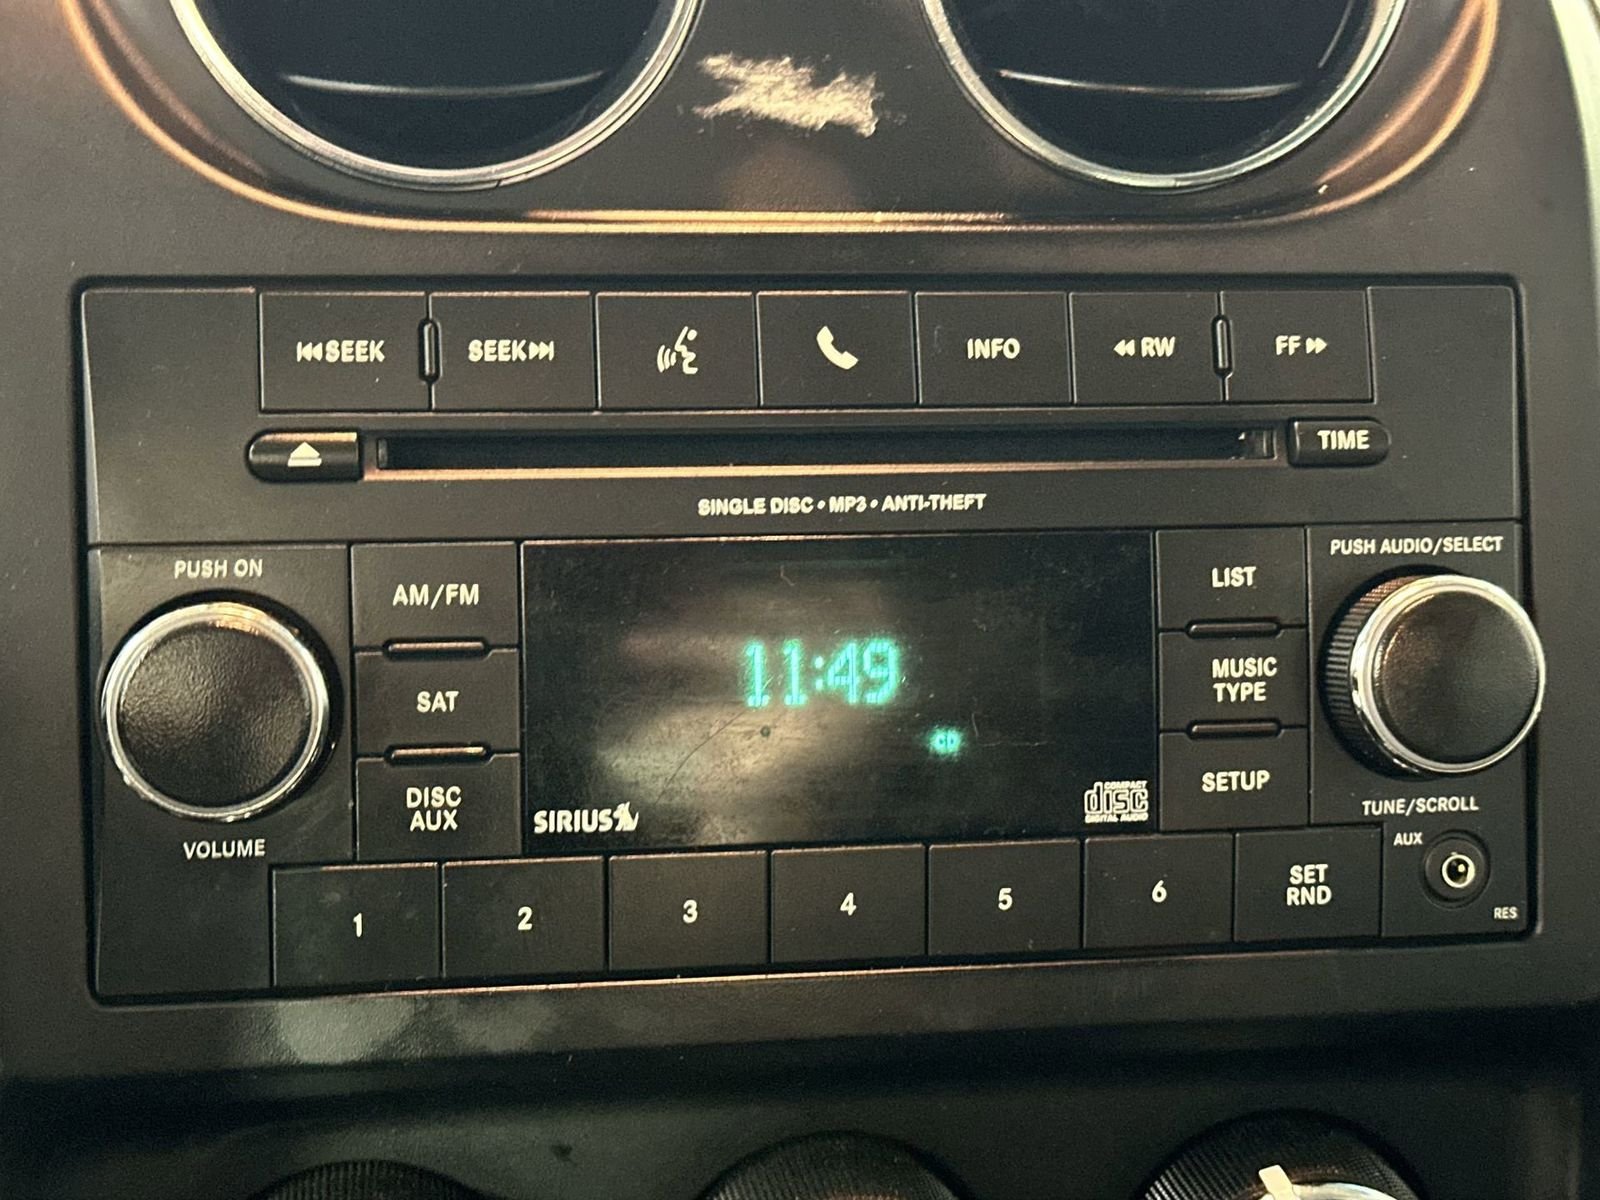 SEEK
SEEK
INFO
RW
FF
TIME
SINGLE DISC • MP3 • ANTI-THEFT
PUSH ON
VOLUME
AM/FM
SAT
DISC
AUX
11:49
CD
SIRIUS
COMPACT
disc
DIGITAL AUDIO
LIST
MUSIC
TYPE
SETUP
PUSH AUDIO/SELECT
TUNE/SCROLL
AUX
RES
1
2
3
4
5
6
SET
RND